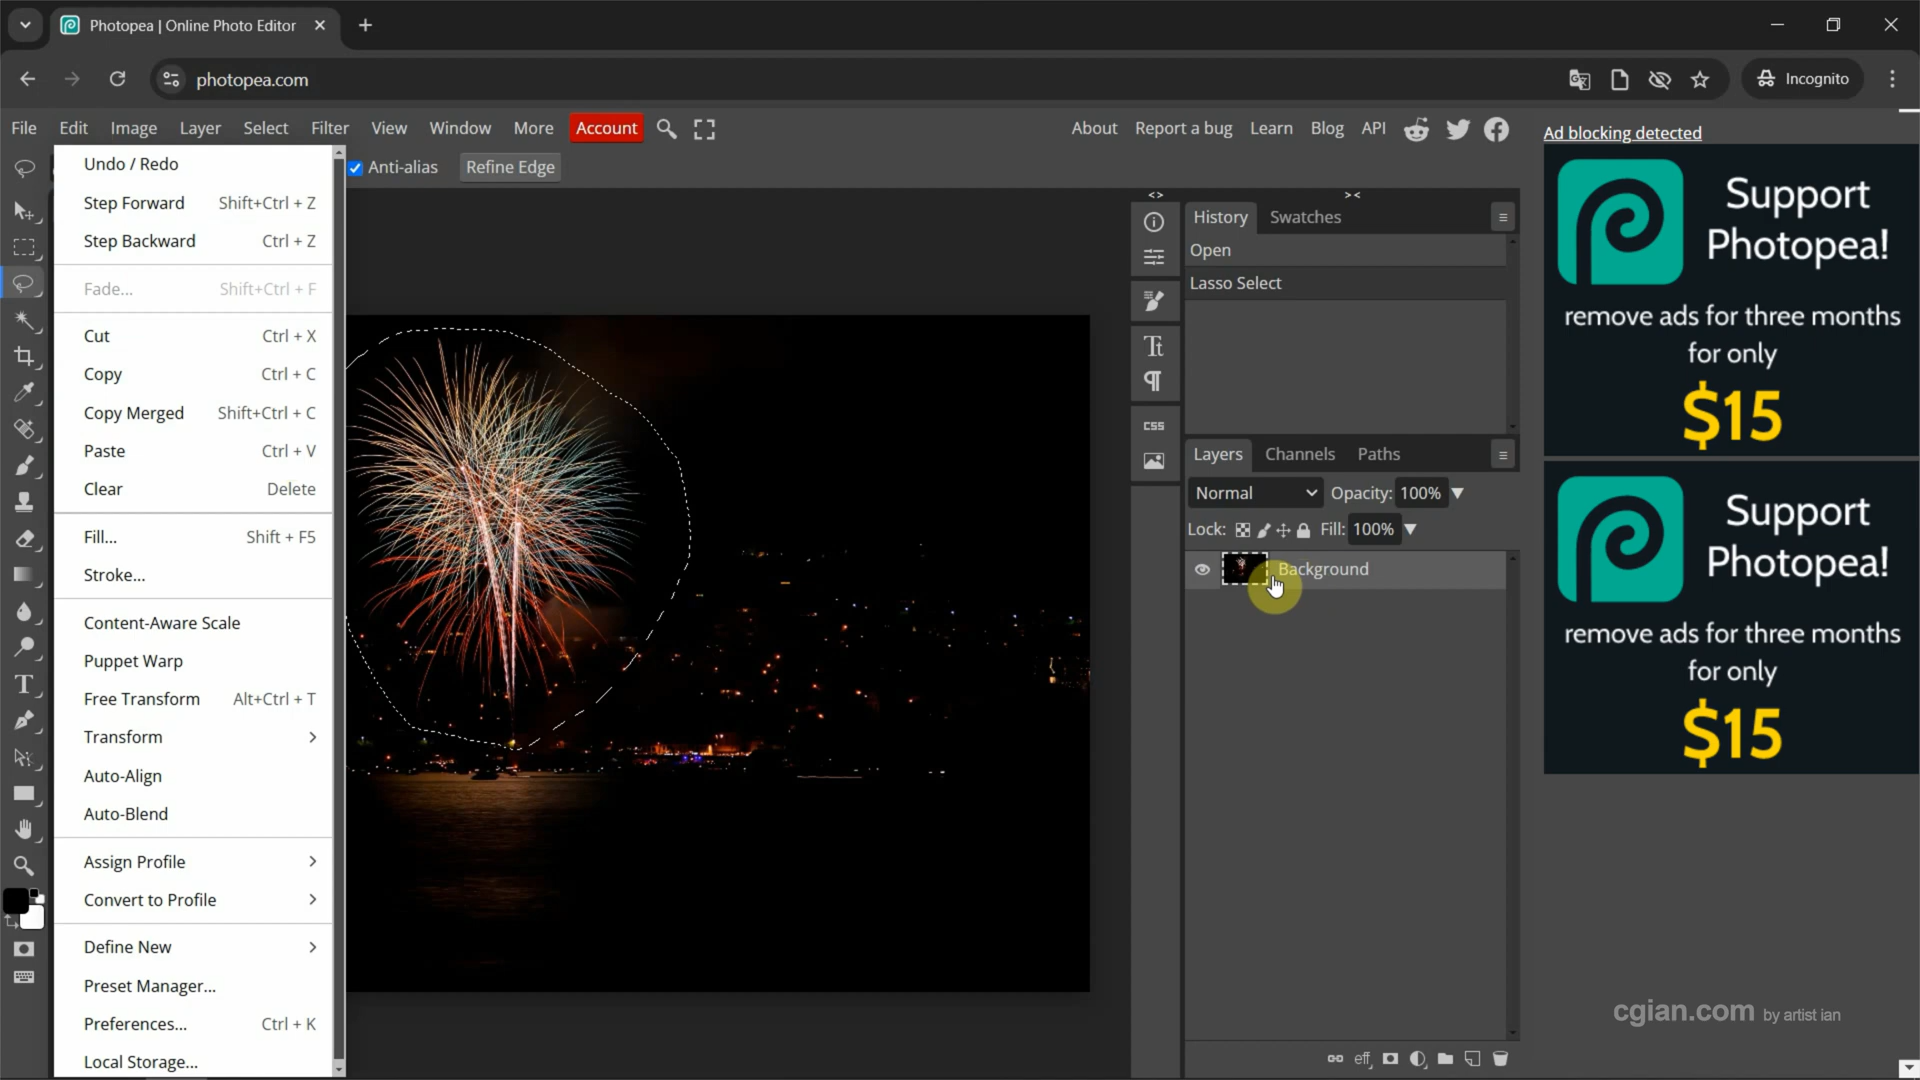 Photopea | Online Photo Editor
photopea.com
Incognito
File Edit Image Layer Select Filter View Window More Account
About Report a bug Learn Blog API
Anti-alias Refine Edge
Undo / Redo
Step Forward Shift+Ctrl + Z
Step Backward Ctrl + Z
Fade... Shift+Ctrl + F
Cut Ctrl + X
Copy Ctrl + C
Copy Merged Shift+Ctrl + C
Paste Ctrl + V
Clear Delete
Fill... Shift + F5
Stroke...
Content-Aware Scale
Puppet Warp
Free Transform Alt+Ctrl + T
Transform
Auto-Align
Auto-Blend
Assign Profile
Convert to Profile
Define New
Preset Manager...
Preferences... Ctrl + K
Local Storage...
<> ><
css
History Swatches
Open
Lasso Select
Layers Channels Paths
Normal Opacity: 100%
Lock: Fill: 100%
Background
eff
Ad blocking detected
Support
Photopea!
remove ads for three months
for only
$15
Support
Photopea!
remove ads for three months
for only
$15
cgian.com by artist ian